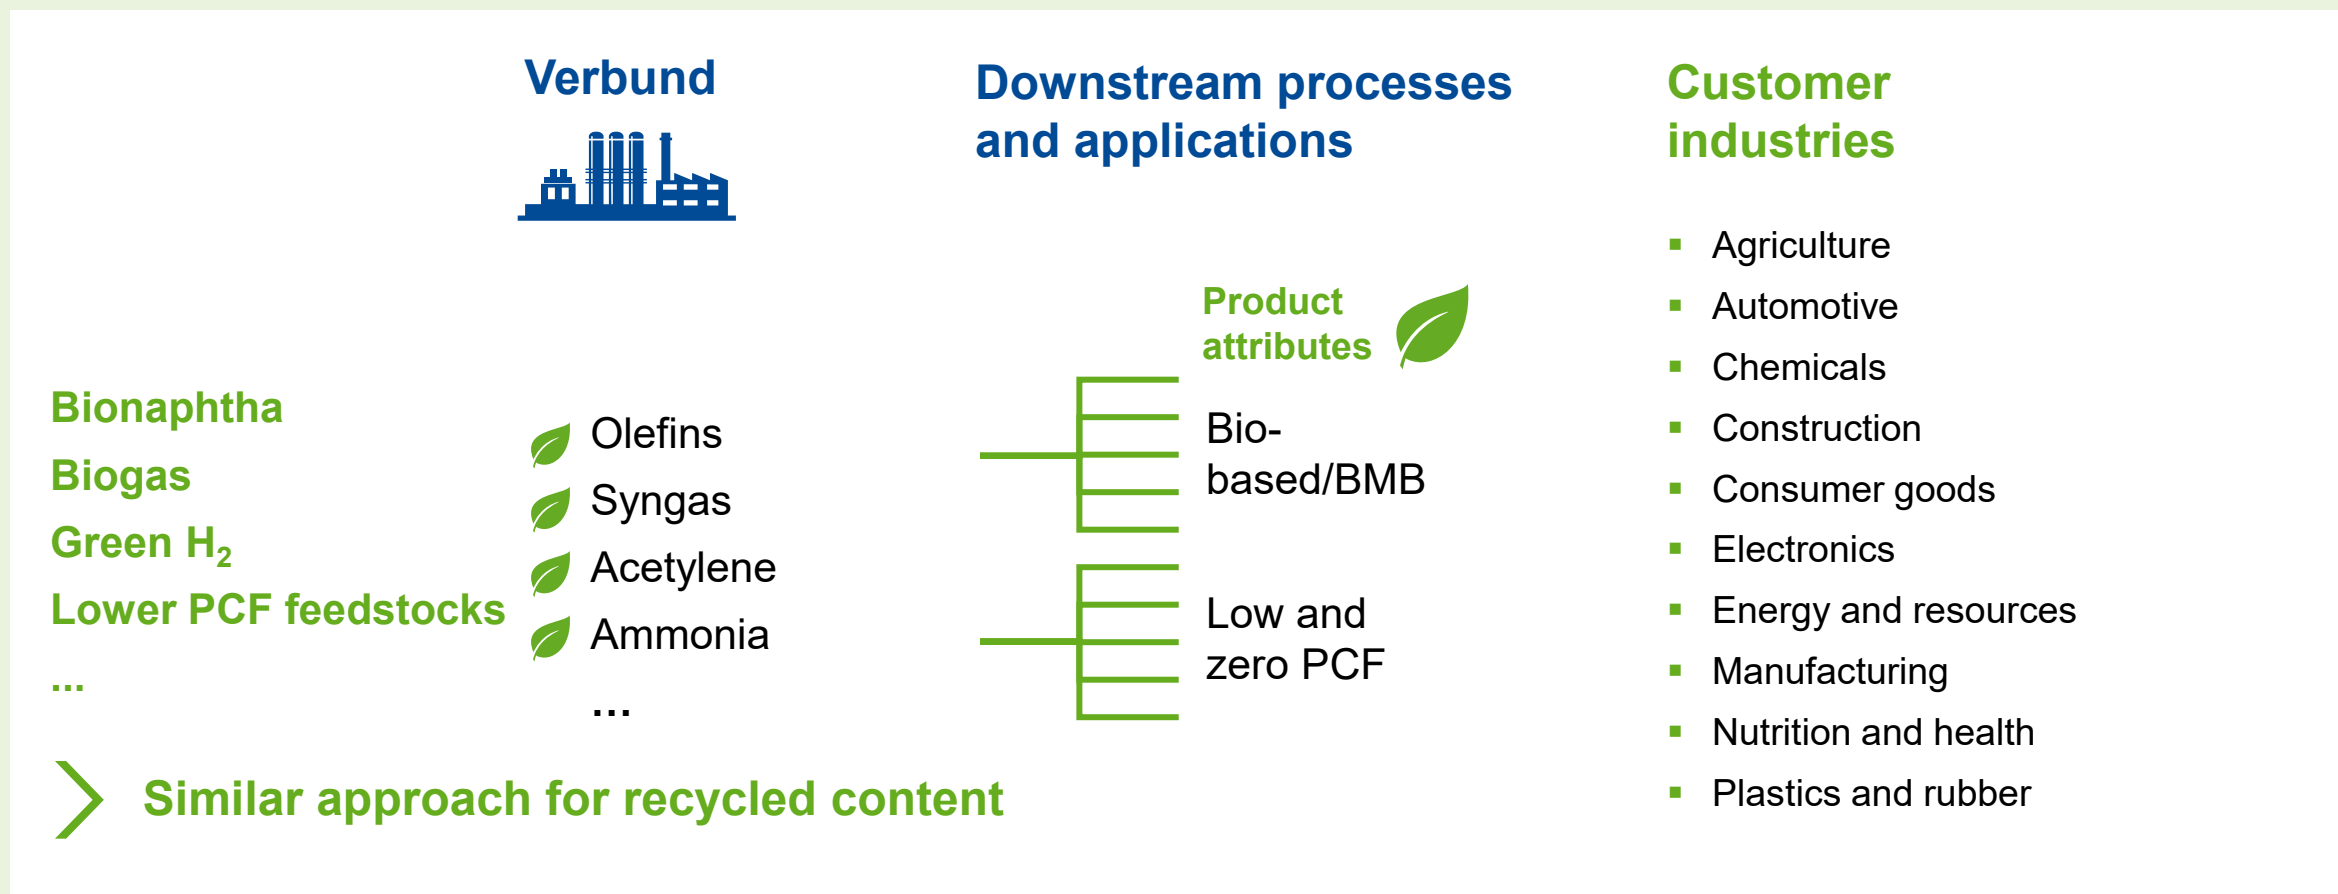 Verbund
Downstream processes
and applications
Customer
industries
Bionaphtha
Biogas
Green H₂
Lower PCF feedstocks
...
Olefins
Syngas
Acetylene
Ammonia
...
Product
attributes
Bio-
based/BMB
Low and
zero PCF
▪ Agriculture
▪ Automotive
▪ Chemicals
▪ Construction
▪ Consumer goods
▪ Electronics
▪ Energy and resources
▪ Manufacturing
▪ Nutrition and health
▪ Plastics and rubber
Similar approach for recycled content